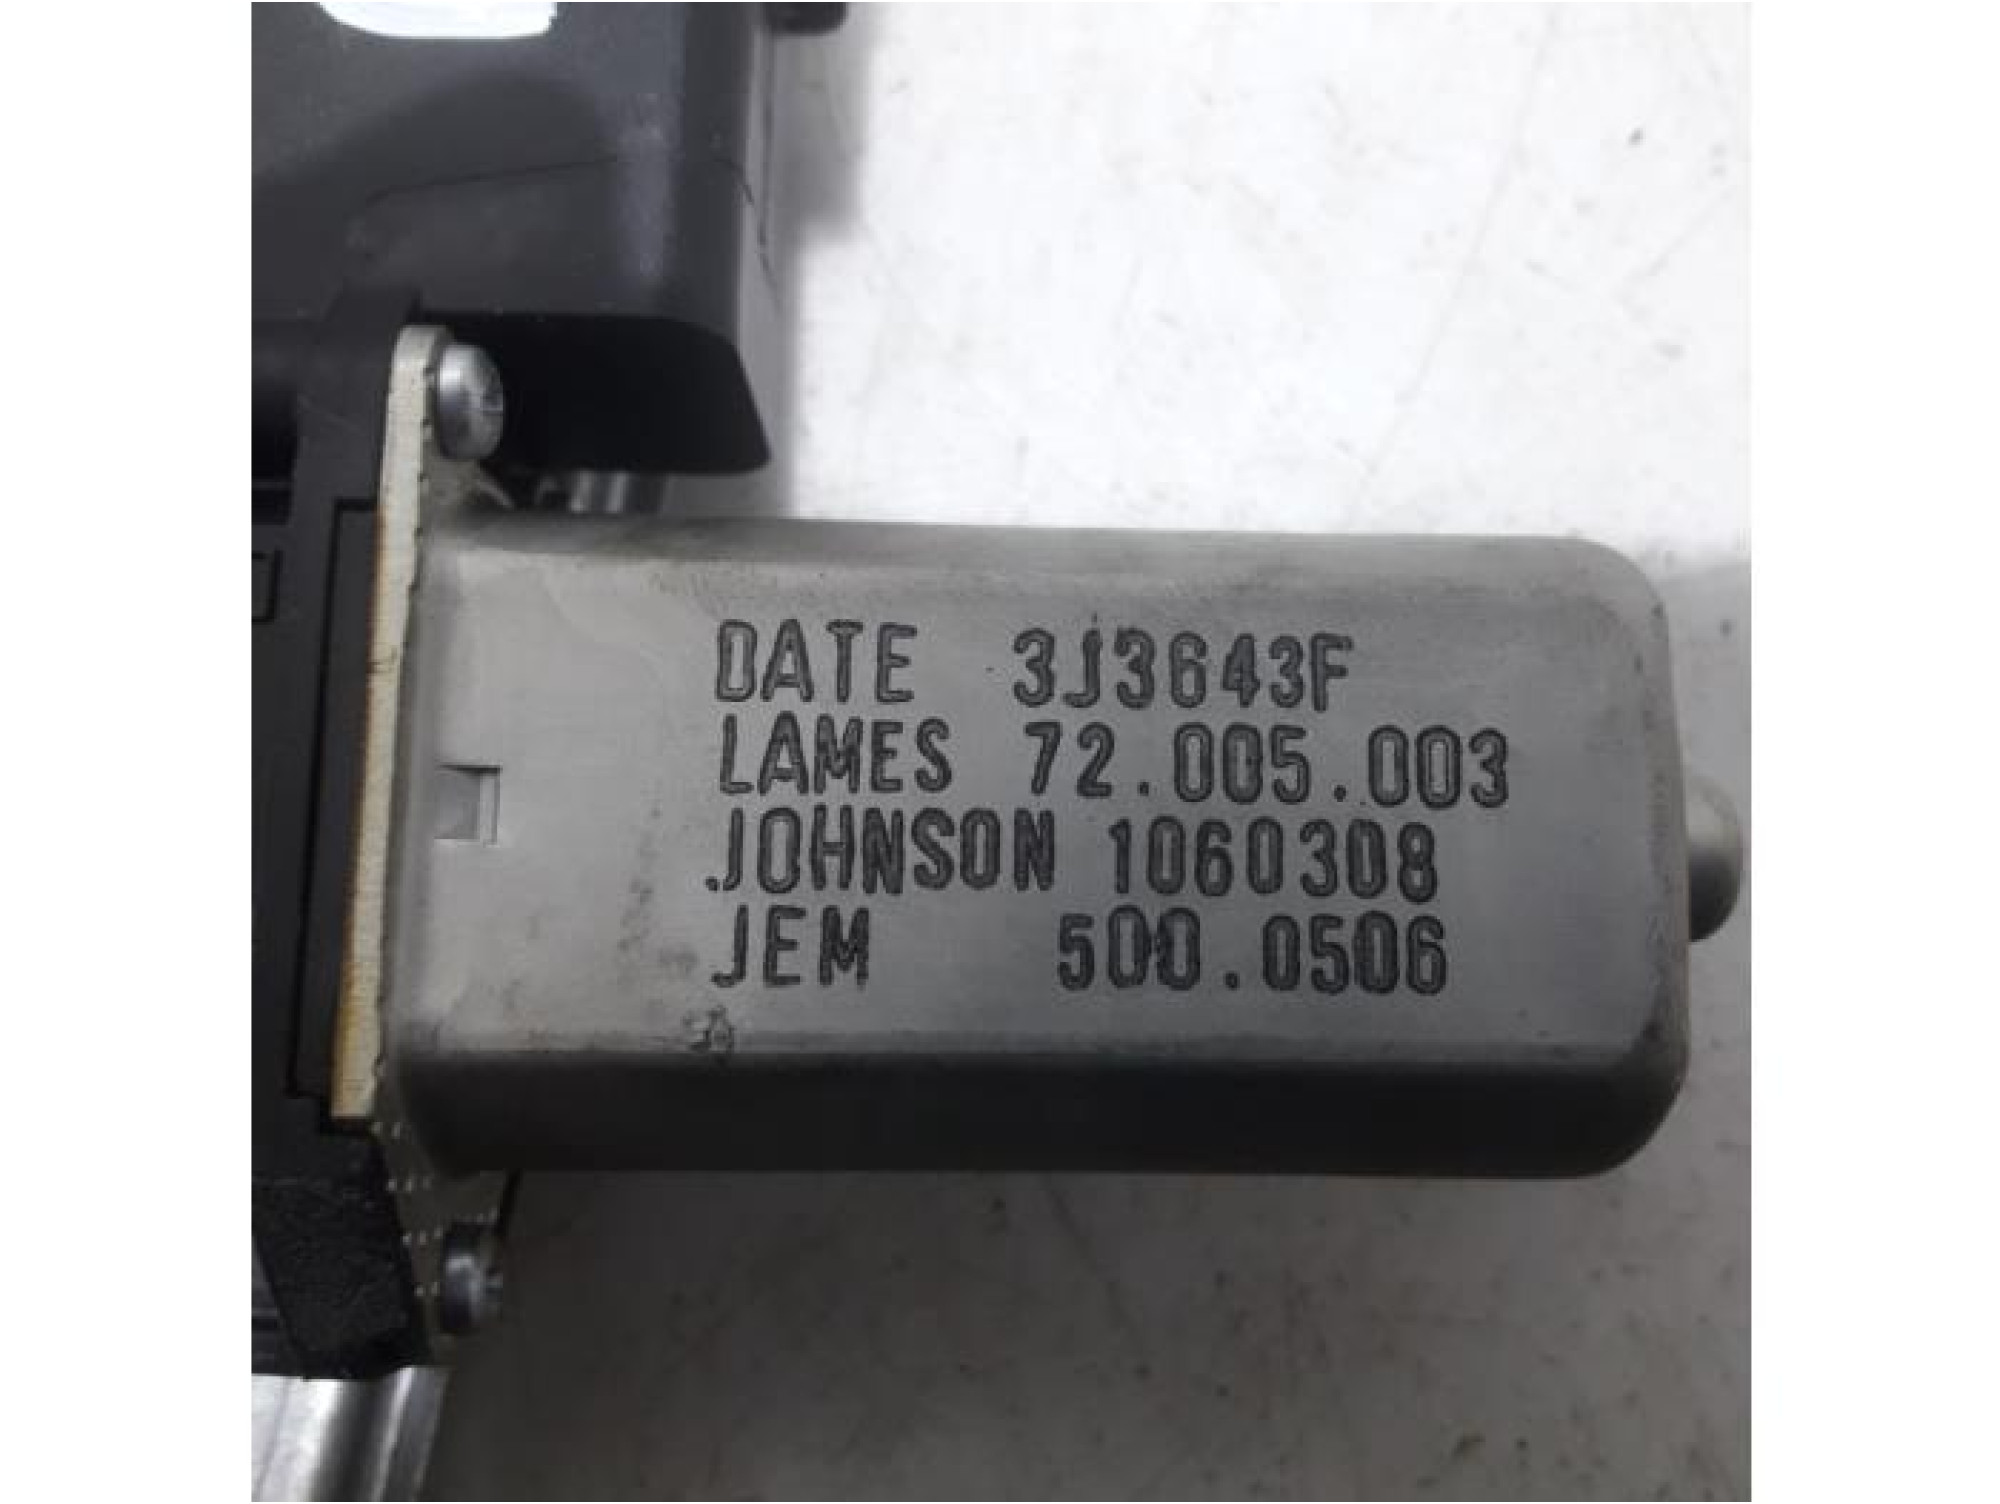 DATE 3J3643F
LAMES 72.005.003
JOHNSON 1060308
JEM 500.0506